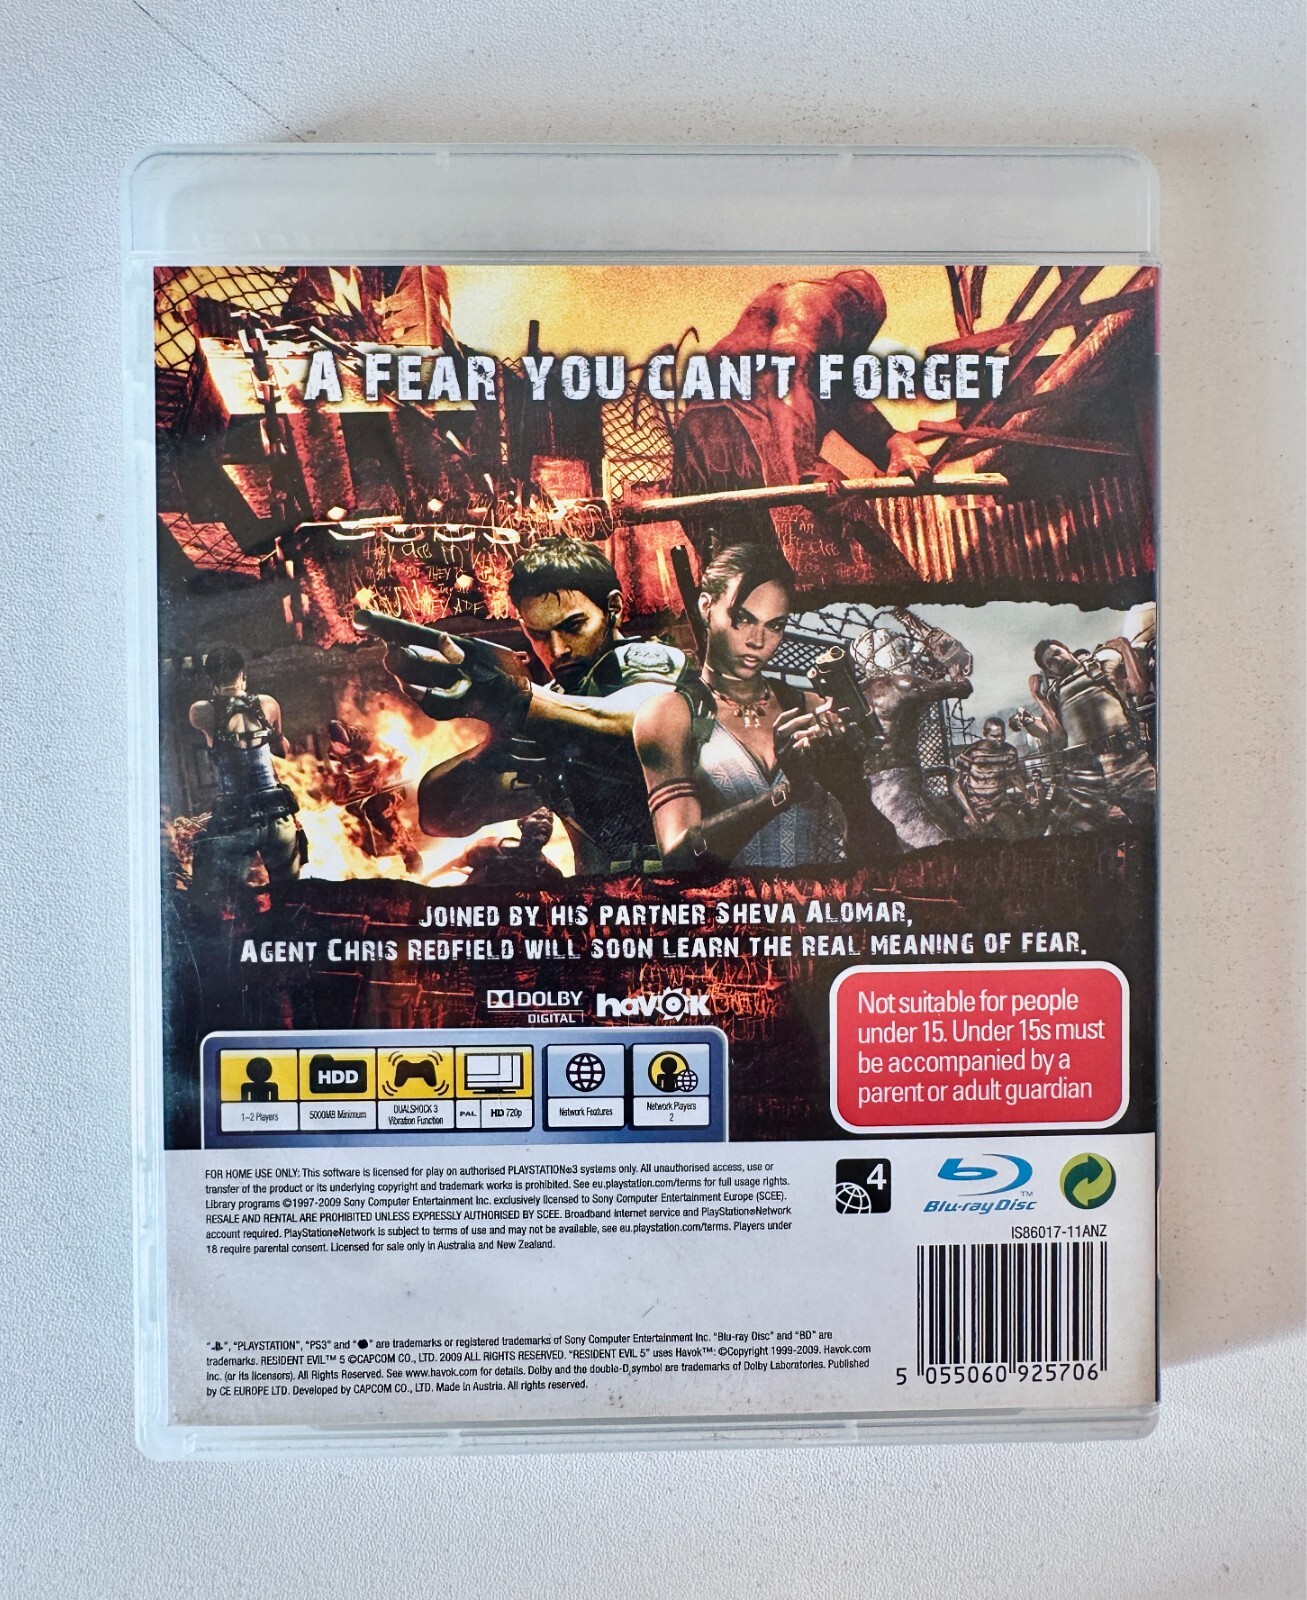 A FEAR YOU CAN'T FORGET
JOINED BY HIS PARTNER SHEVA ALOMAR,
AGENT CHRIS REDFIELD WILL SOON LEARN THE REAL MEANING OF FEAR.
DOLBY
DIGITAL
havok
Not suitable for people
under 15. Under 15s must
be accompanied by a
parent or adult guardian
HDD
1-2 Players
5000MB Minimum
DUALSHOCK 3
Vibration Function
PAL
HD 720p
Network Features
Network Players
2
FOR HOME USE ONLY: This software is licensed for play on authorised PLAYSTATION®3 systems only. All unauthorised access, use or
transfer of the product or its underlying copyright and trademark works is prohibited. See eu.playstation.com/terms for full usage rights.
Library programs ©1997-2009 Sony Computer Entertainment Inc. exclusively licensed to Sony Computer Entertainment Europe (SCEE).
RESALE AND RENTAL ARE PROHIBITED UNLESS EXPRESSLY AUTHORISED BY SCEE. Broadband internet service and PlayStation®Network
account required. PlayStation®Network is subject to terms of use and may not be available, see eu.playstation.com/terms. Players under
18 require parental consent. Licensed for sale only in Australia and New Zealand.
4
Blu-ray Disc
TM
IS86017-11ANZ
" ", "PLAYSTATION", "PS3" and " " are trademarks or registered trademarks of Sony Computer Entertainment Inc. "Blu-ray Disc" and "BD" are
trademarks. RESIDENT EVIL™ 5 ©CAPCOM CO., LTD. 2009 ALL RIGHTS RESERVED. "RESIDENT EVIL 5" uses Havok™: ©Copyright 1999-2009. Havok.com
Inc. (or its licensors). All Rights Reserved. See www.havok.com for details. Dolby and the double-D symbol are trademarks of Dolby Laboratories. Published
by CE EUROPE LTD. Developed by CAPCOM CO., LTD. Made in Austria. All rights reserved.
5 055060 925706